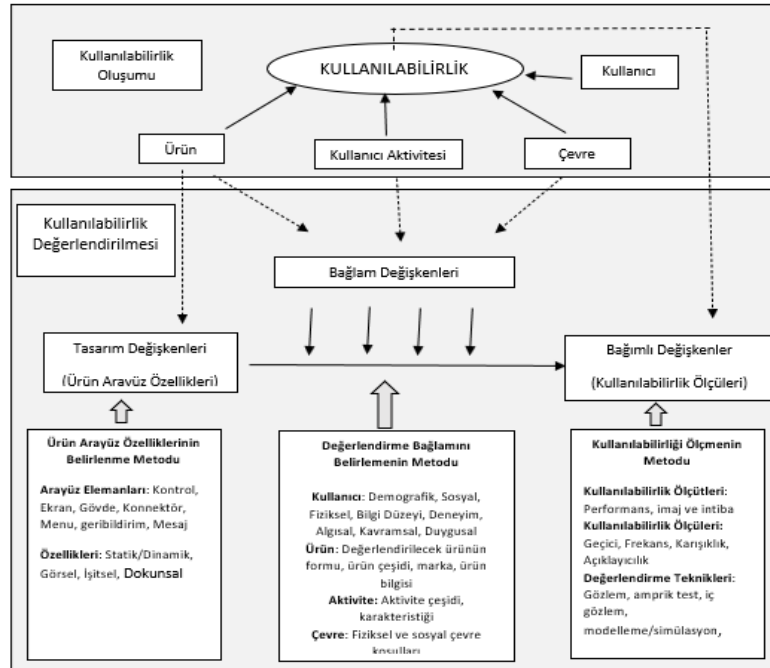 Kullanılabilirlik
Oluşumu
KULLANILABİLİRLİK
Kullanıcı
Ürün
Kullanıcı Aktivitesi
Çevre
Kullanılabilirlik
Değerlendirilmesi
Bağlam Değişkenleri
Tasarım Değişkenleri
(Ürün Arayüz Özellikleri)
Bağımlı Değişkenler
(Kullanılabilirlik Ölçüleri)
Ürün Arayüz Özelliklerinin
Belirlenme Metodu
Arayüz Elemanları: Kontrol,
Ekran, Gövde, Konnektör,
Menu, geribildirim, Mesaj
Özellikleri: Statik/Dinamik,
Görsel, İşitsel, Dokunsal
Değerlendirme Bağlamını
Belirlemenin Metodu
Kullanıcı: Demografik, Sosyal,
Fiziksel, Bilgi Düzeyi, Deneyim,
Algısal, Kavramsal, Duygusal
Ürün: Değerlendirilecek ürünün
formu, ürün çeşidi, marka, ürün
bilgisi
Aktivite: Aktivite çeşidi,
karakteristiği
Çevre: Fiziksel ve sosyal çevre
koşulları
Kullanılabilirliği Ölçmenin
Metodu
Kullanılabilirlik Ölçütleri:
Performans, imaj ve intiba
Kullanılabilirlik Ölçüleri:
Geçici, Frekans, Karışıklık,
Açıklayıcılık
Değerlendirme Teknikleri:
Gözlem, amprik test, iç
gözlem,
modelleme/simülasyon,